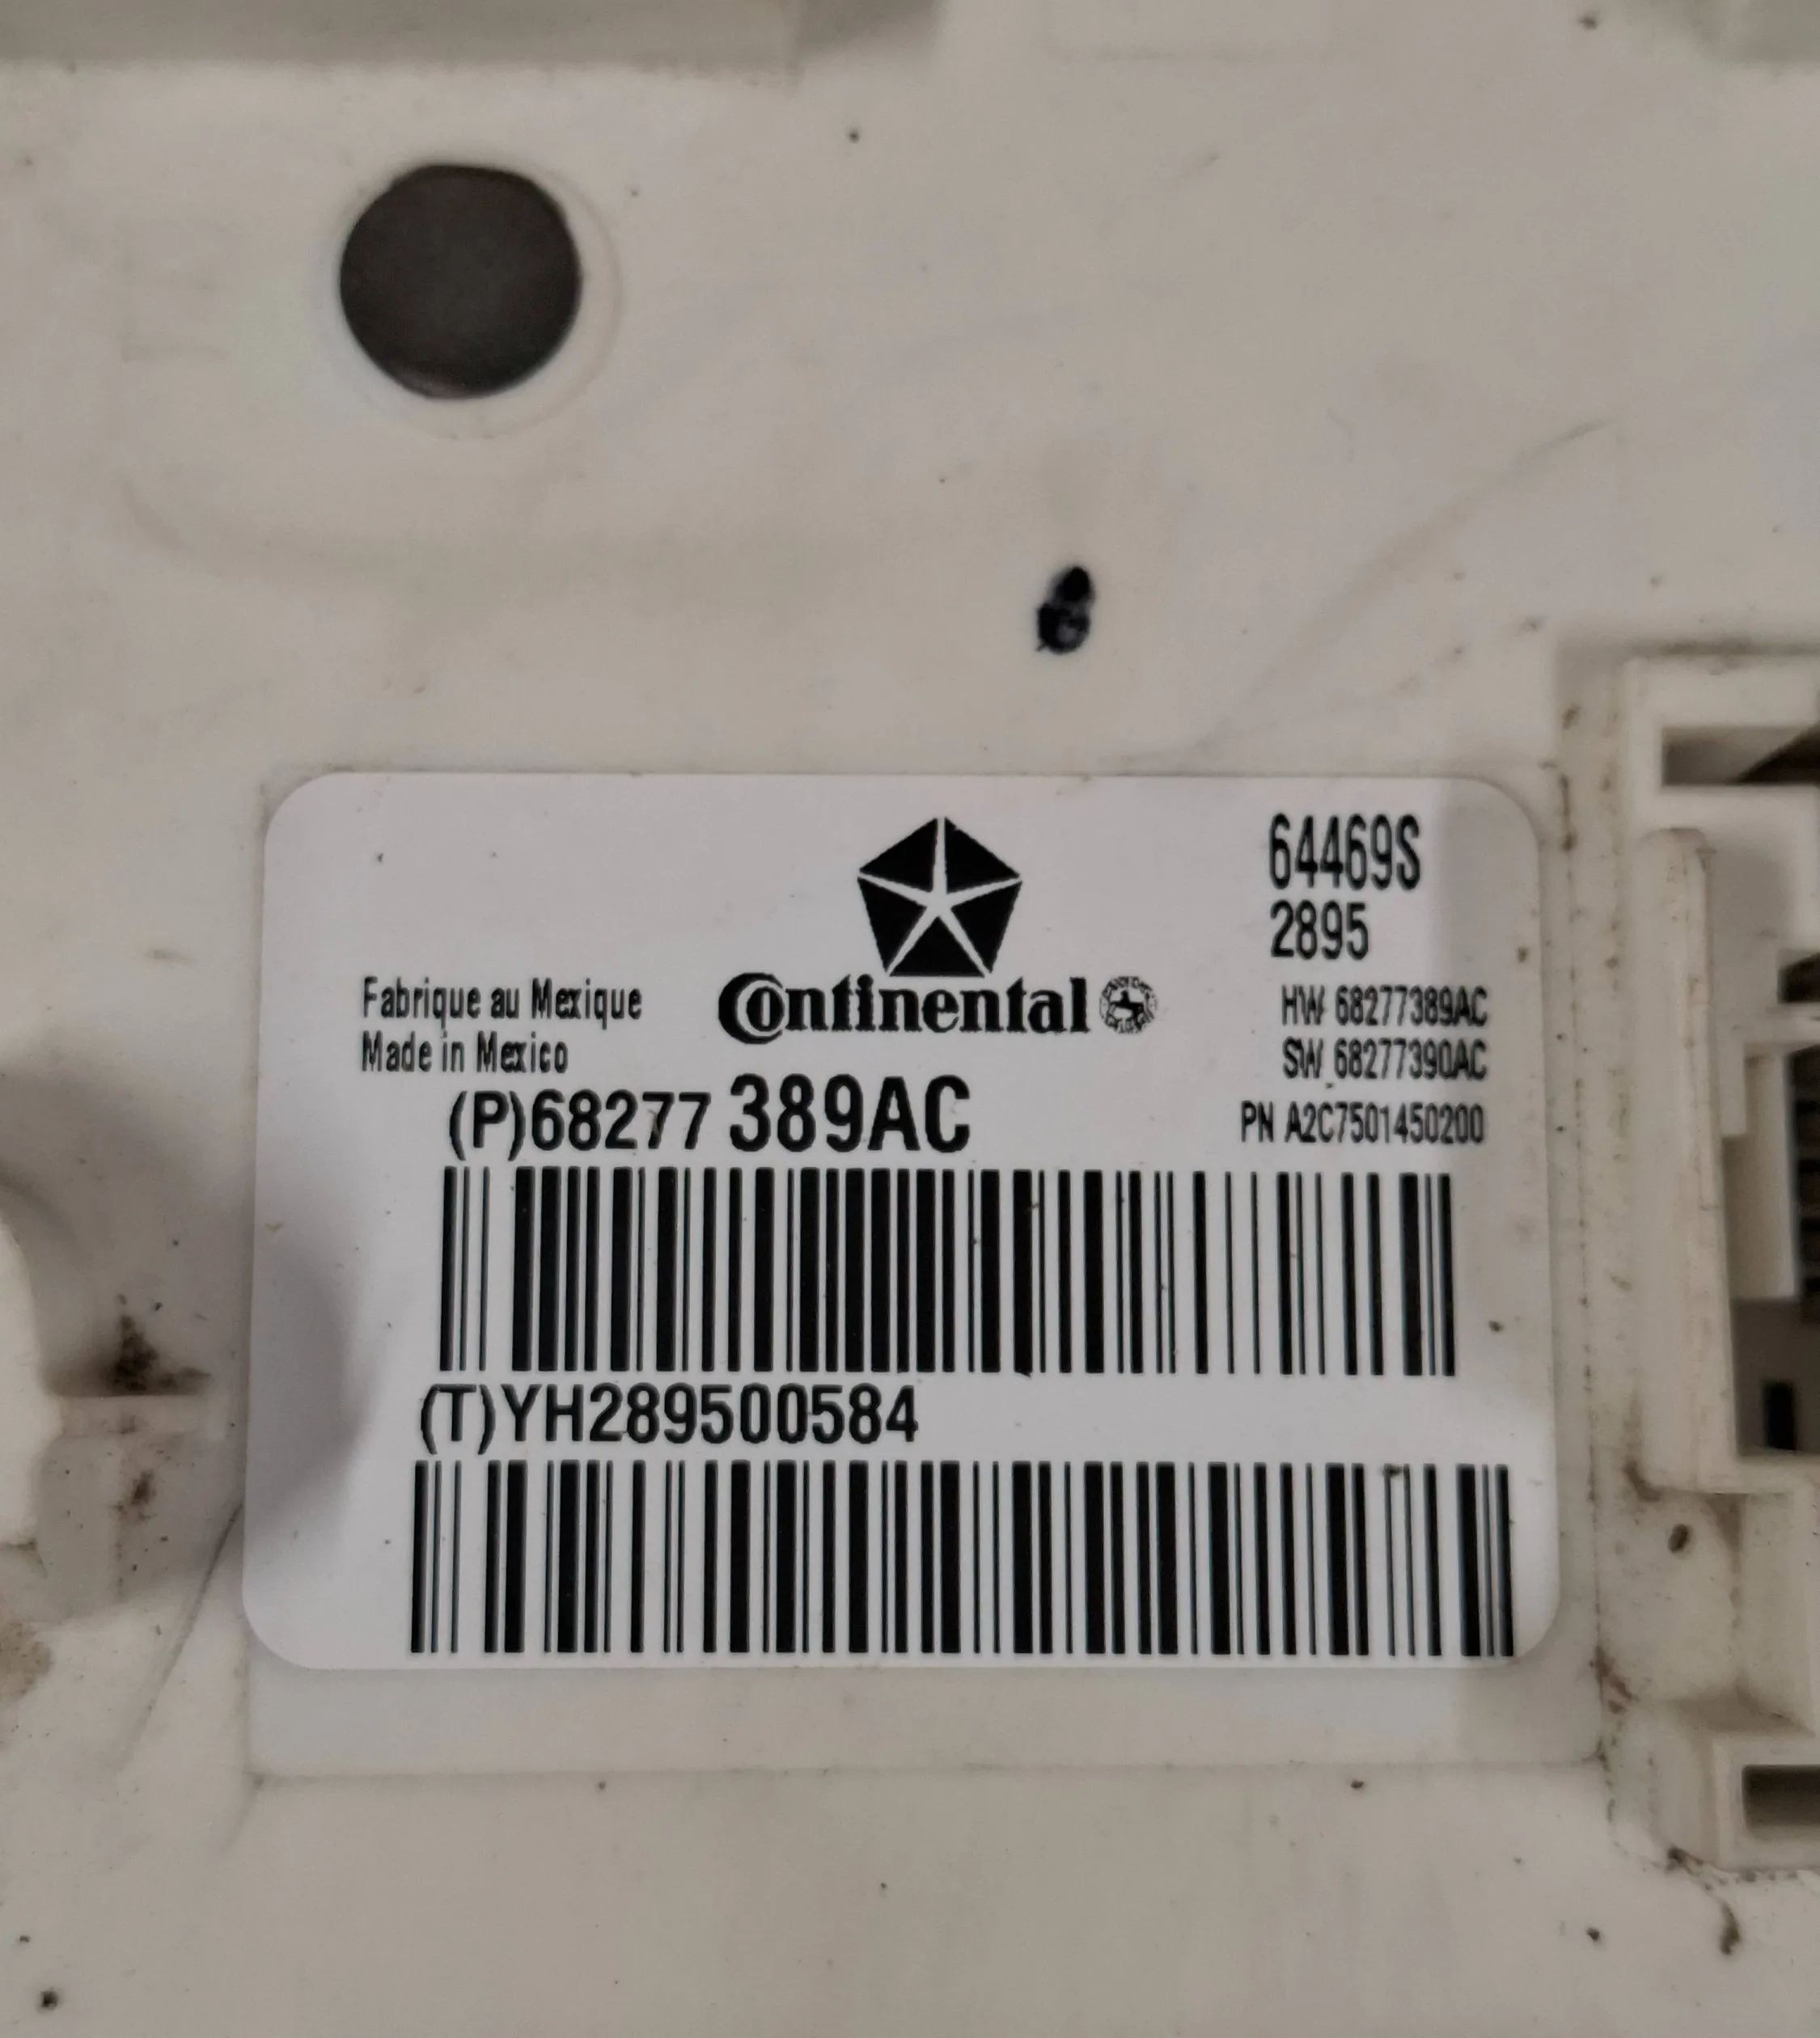 64469S
2895
Continental
Fabrique au Mexique
Made in Mexico
HW 68277389AC
SW 68277390AC
(P)68277 389AC
PN A2C7501450200
(T)YH289500584